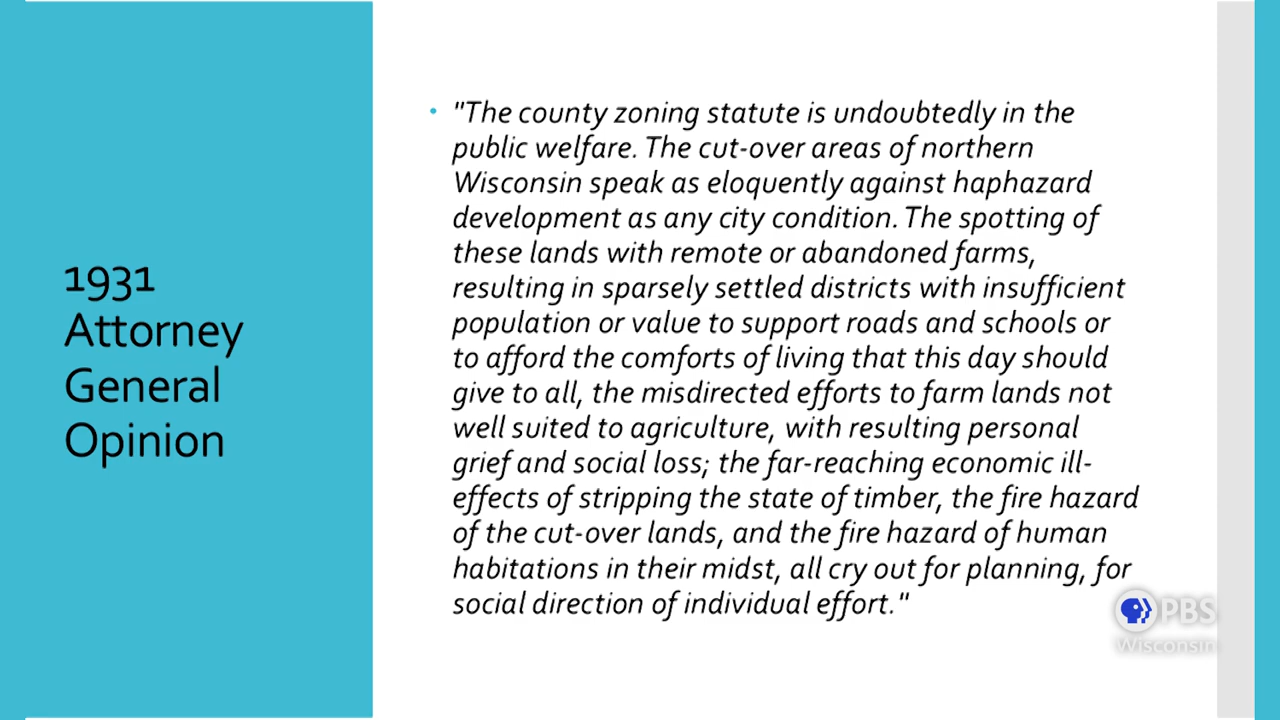 1931
Attorney
General
Opinion
• "The county zoning statute is undoubtedly in the
public welfare. The cut-over areas of northern
Wisconsin speak as eloquently against haphazard
development as any city condition. The spotting of
these lands with remote or abandoned farms,
resulting in sparsely settled districts with insufficient
population or value to support roads and schools or
to afford the comforts of living that this day should
give to all, the misdirected efforts to farm lands not
well suited to agriculture, with resulting personal
grief and social loss; the far-reaching economic ill-
effects of stripping the state of timber, the fire hazard
of the cut-over lands, and the fire hazard of human
habitations in their midst, all cry out for planning, for
social direction of individual effort."
PBS
Wisconsin